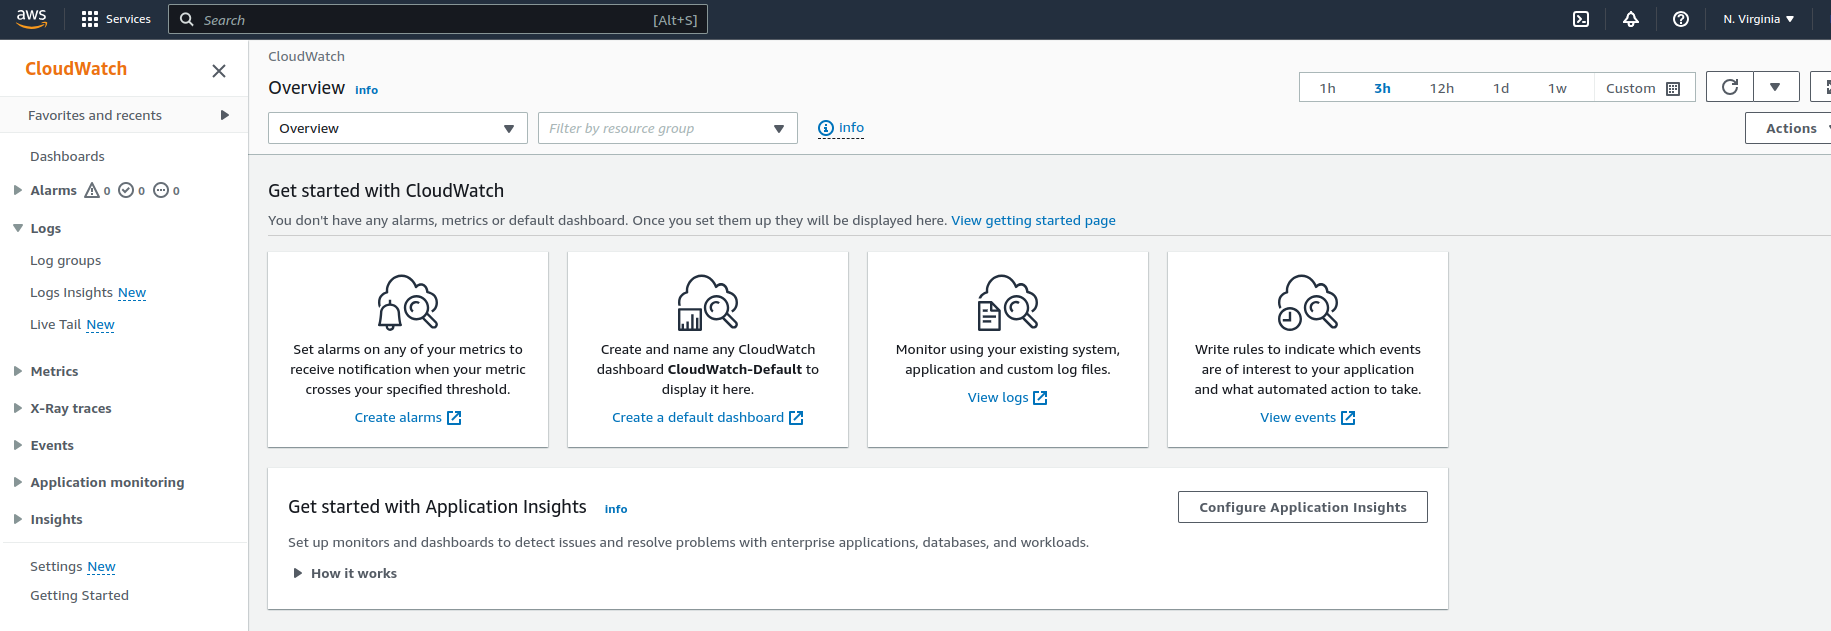 aws
Services
Search [Alt+S]
N. Virginia
CloudWatch
Favorites and recents
Dashboards
Alarms 0 0 0
Logs
Log groups
Logs Insights New
Live Tail New
Metrics
X-Ray traces
Events
Application monitoring
Insights
Settings New
Getting Started
CloudWatch
Overview info
1h 3h 12h 1d 1w Custom
Overview
Filter by resource group
info
Actions
Get started with CloudWatch
You don't have any alarms, metrics or default dashboard. Once you set them up they will be displayed here. View getting started page
Set alarms on any of your metrics to
receive notification when your metric
crosses your specified threshold.
Create alarms
Create and name any CloudWatch
dashboard CloudWatch-Default to
display it here.
Create a default dashboard
Monitor using your existing system,
application and custom log files.
View logs
Write rules to indicate which events
are of interest to your application
and what automated action to take.
View events
Get started with Application Insights info
Configure Application Insights
Set up monitors and dashboards to detect issues and resolve problems with enterprise applications, databases, and workloads.
How it works